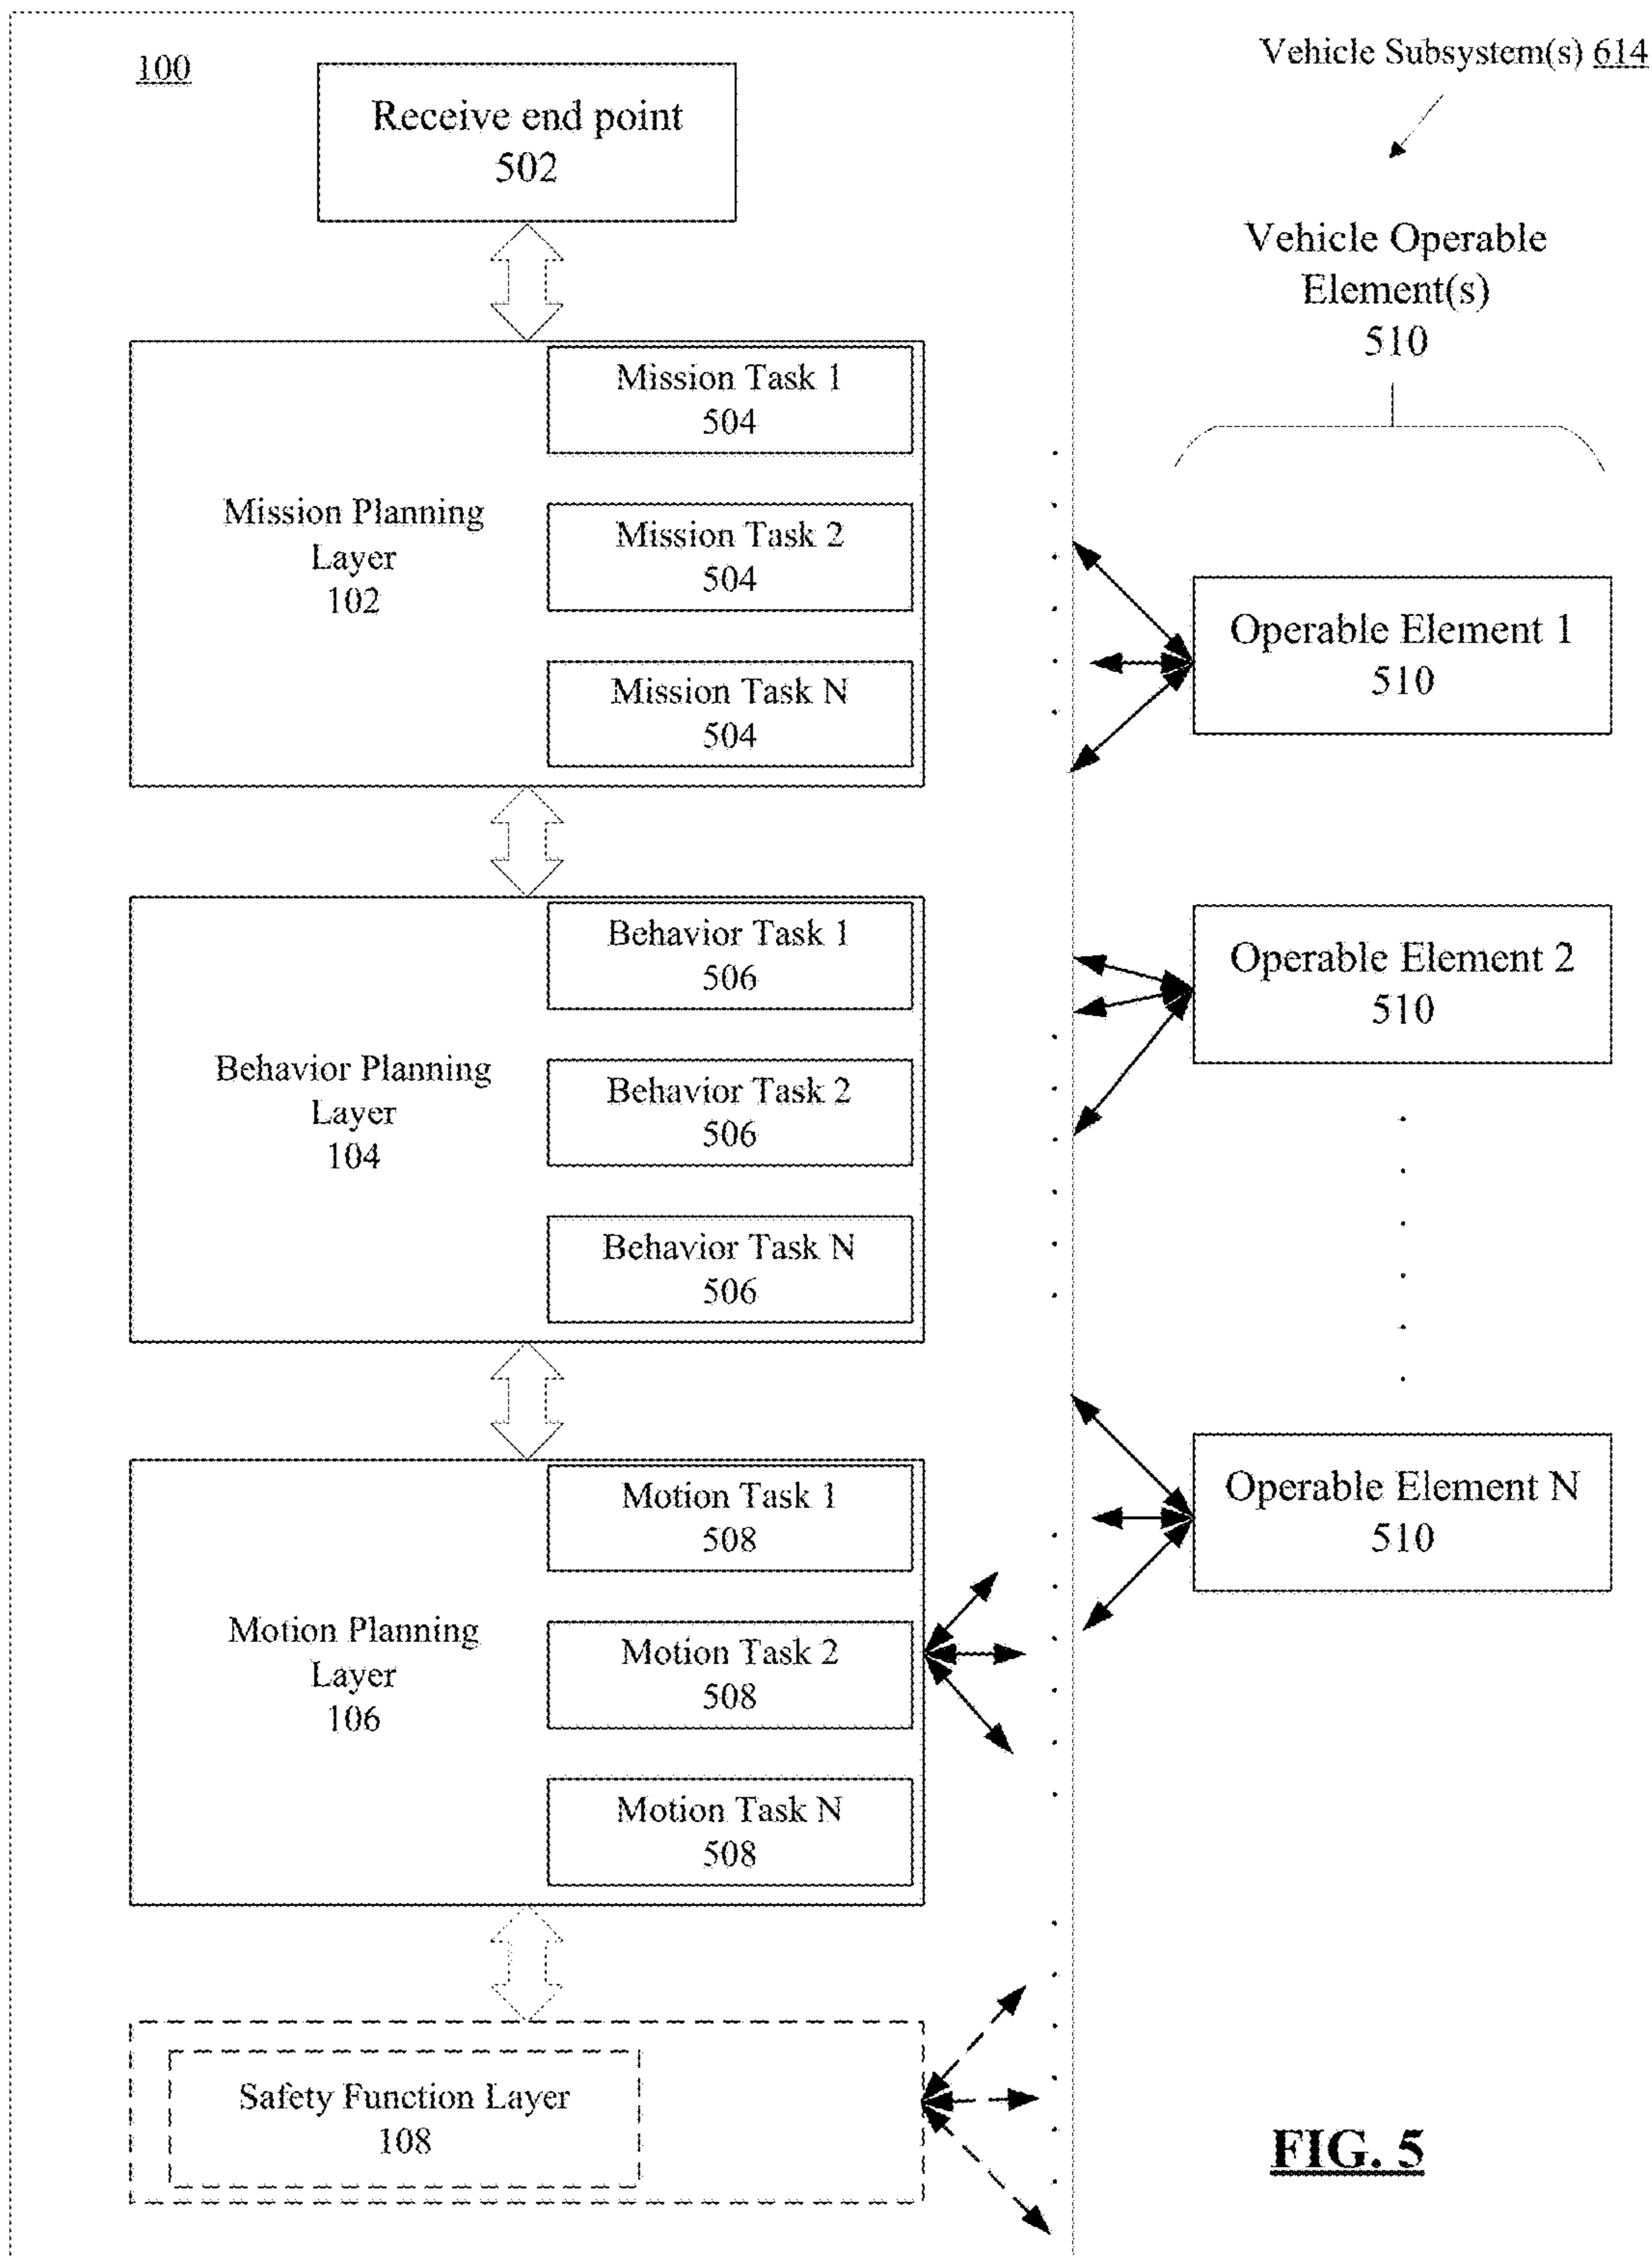 100
Receive end point
502
Mission Planning
Layer
102
Mission Task 1
504
Mission Task 2
504
Mission Task N
504
Behavior Planning
Layer
104
Behavior Task 1
506
Behavior Task 2
506
Behavior Task N
506
Motion Planning
Layer
106
Motion Task 1
508
Motion Task 2
508
Motion Task N
508
Safety Function Layer
108
Vehicle Subsystem(s) 614
Vehicle Operable
Element(s)
510
Operable Element 1
510
Operable Element 2
510
Operable Element N
510
FIG. 5